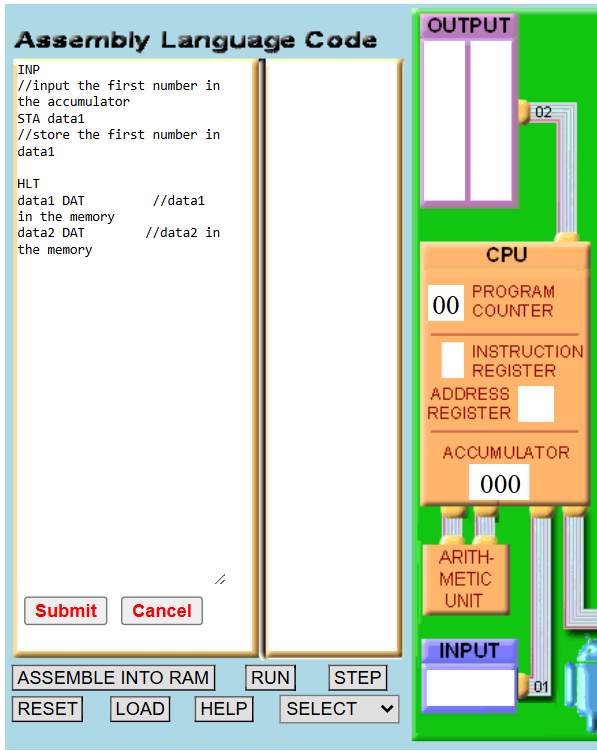 Assembly Language Code
INP
//input the first number in
the accumulator
STA data1
//store the first number in
data1
HLT
data1 DAT //data1
in the memory
data2 DAT //data2 in
the memory
Submit Cancel
ASSEMBLE INTO RAM RUN STEP
RESET LOAD HELP SELECT
OUTPUT
02
CPU
00 PROGRAM
COUNTER
INSTRUCTION
REGISTER
ADDRESS
REGISTER
ACCUMULATOR
000
ARITH-
METIC
UNIT
INPUT
01